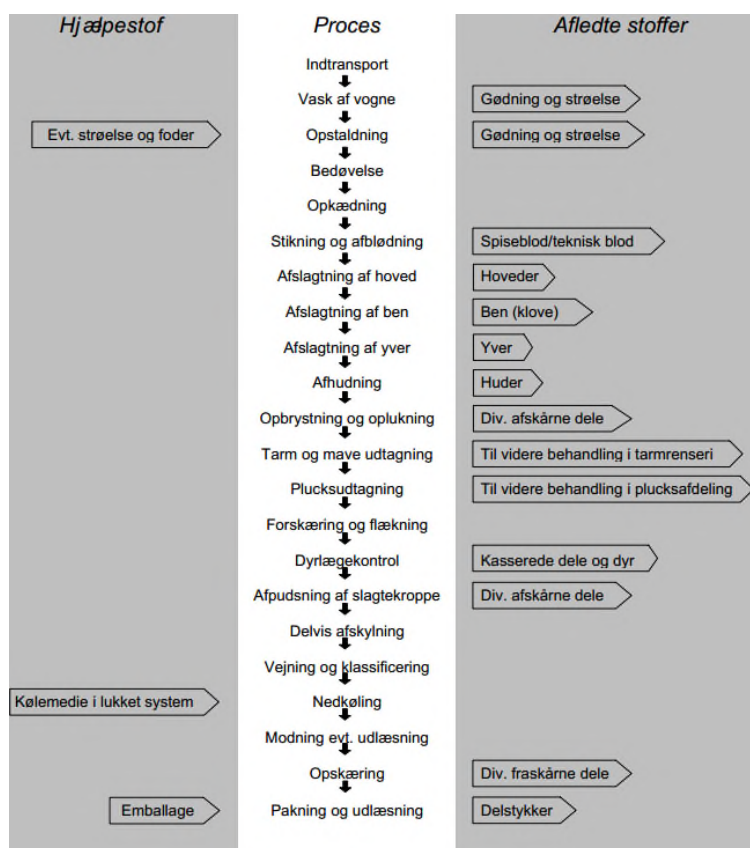 Hjælpestof Proces Afledte stoffer
Indtransport
Vask af vogne Gødning og strøelse
Evt. strøelse og foder Opstaldning Gødning og strøelse
Bedøvelse
Opkædning
Stikning og afblødning Spiseblod/teknisk blod
Afslagtning af hoved Hoveder
Afslagtning af ben Ben (klove)
Afslagtning af yver Yver
Afhudning Huder
Opbrystning og oplukning Div. afskårne dele
Tarm og mave udtagning Til videre behandling i tarmrenseri
Plucksudtagning Til videre behandling i plucksafdeling
Forskæring og flækning
Dyrlægekontrol Kasserede dele og dyr
Afpudsning af slagtekroppe Div. afskårne dele
Delvis afskylning
Vejning og klassificering
Kølemedie i lukket system Nedkøling
Modning evt. udlæsning
Opskæring Div. fraskårne dele
Emballage Pakning og udlæsning Delstykker